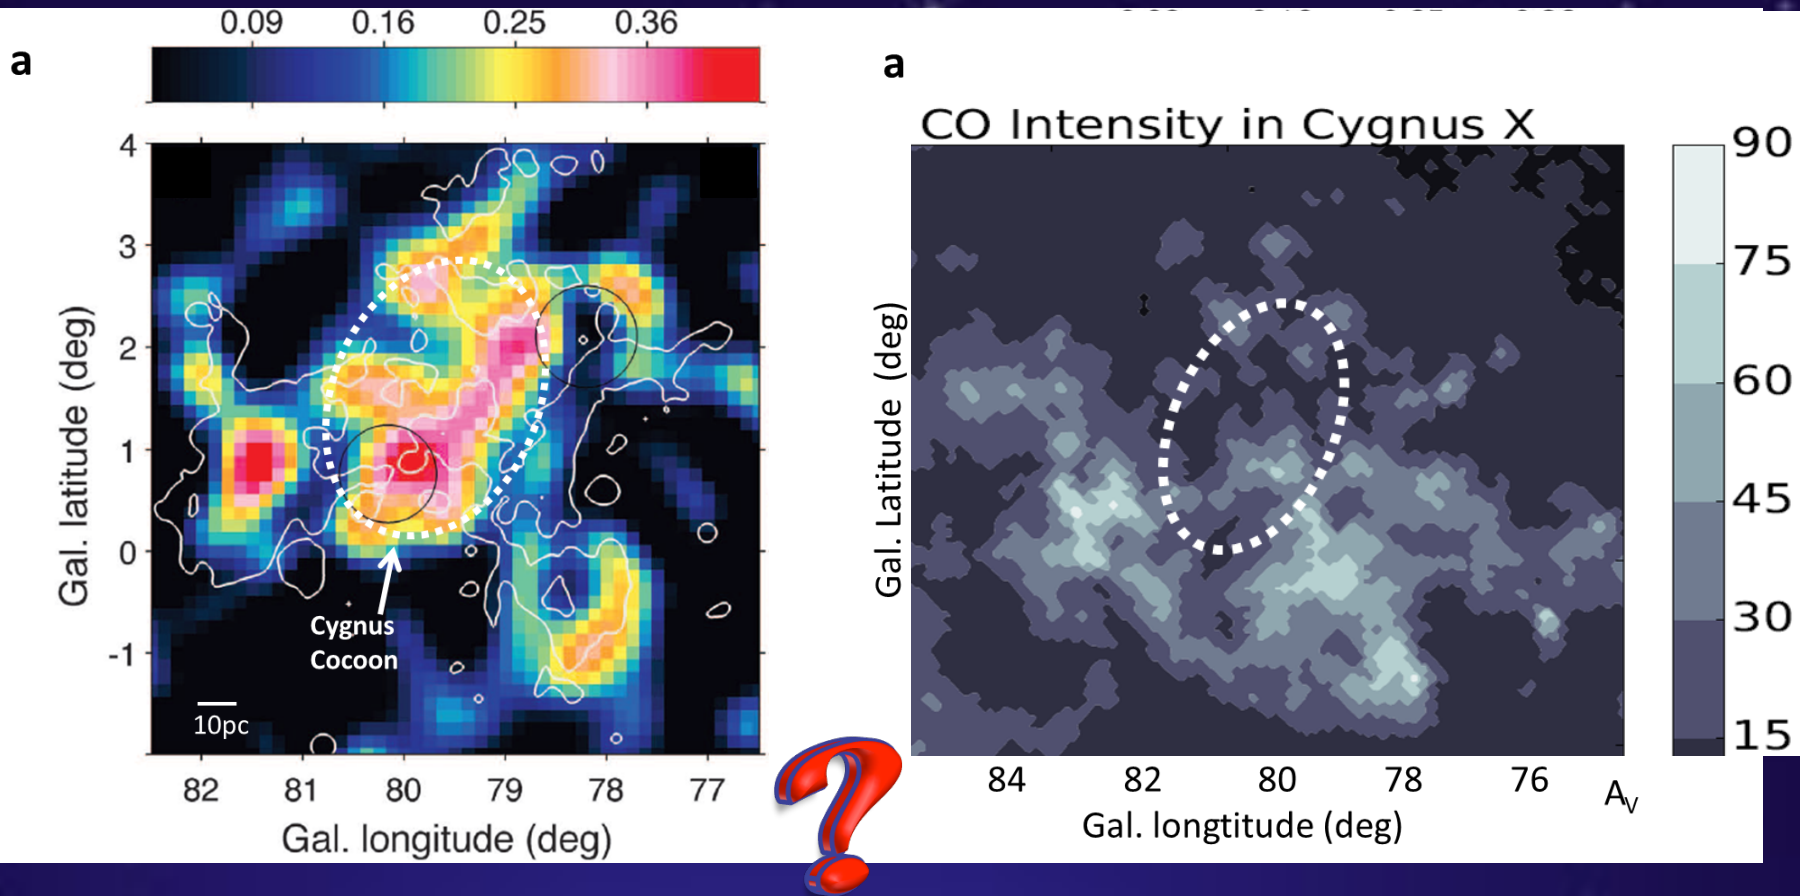 0.09 0.16 0.25 0.36
a
4
3
2
1
0
-1
Gal. latitude (deg)
Cygnus
Cocoon
10pc
82 81 80 79 78 77
Gal. longitude (deg)
a
CO Intensity in Cygnus X
Gal. Latitude (deg)
90
75
60
45
30
15
84 82 80 78 76
A_V
Gal. longtitude (deg)
?